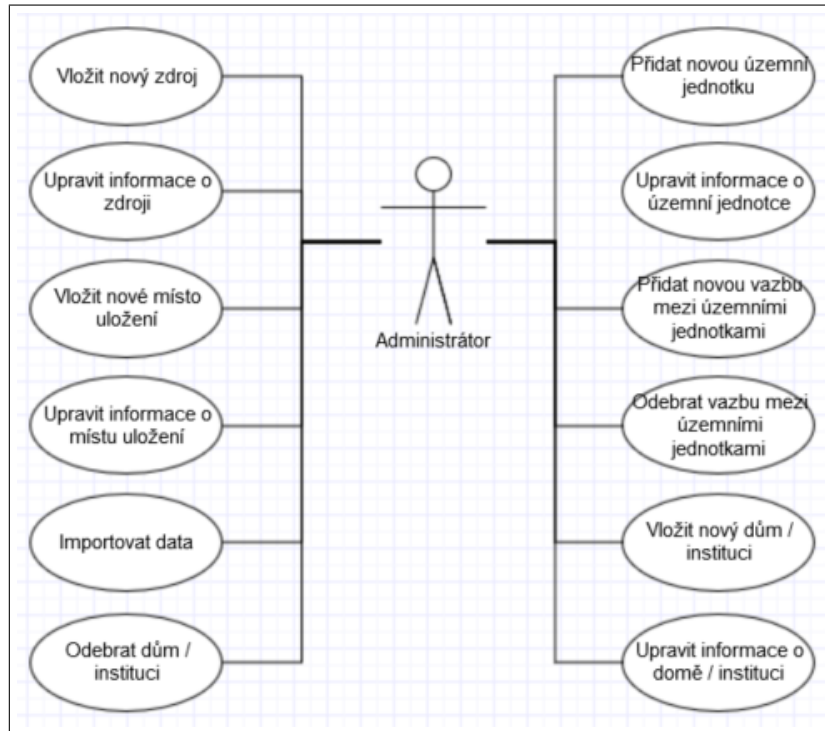 Vložit nový zdroj
Upravit informace o
zdroji
Vložit nové místo
uložení
Upravit informace o
místu uložení
Importovat data
Odebrat dům /
instituci
Administrátor
Přidat novou územní
jednotku
Upravit informace o
územní jednotce
Přidat novou vazbu
mezi územními
jednotkami
Odebrat vazbu mezi
územními
jednotkami
Vložit nový dům /
instituci
Upravit informace o
domě / instituci